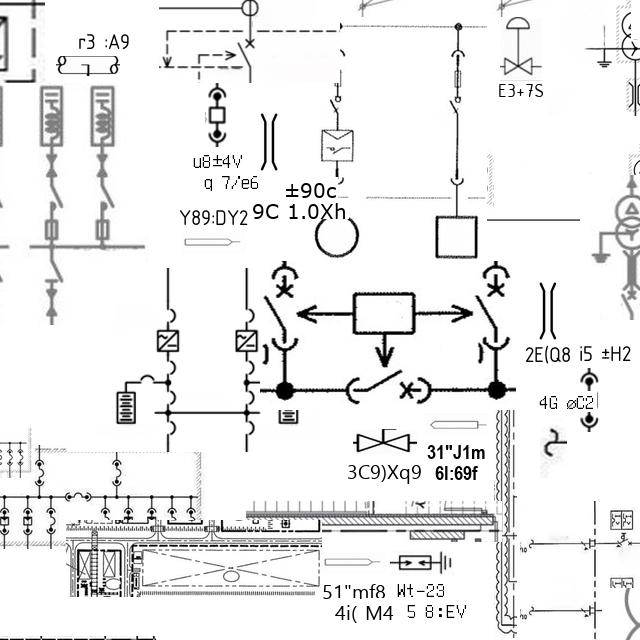 r3 :A9
E3+7S
u8±4V
q 7/e6
±90c
9C 1.0Xh
Y89:DY2
2E(Q8 i5 ±H2
4G øC2
31"J1m
6I:69f
3C9)Xq9
51"mf8 Wt-23
4i( M4 5 8:EV